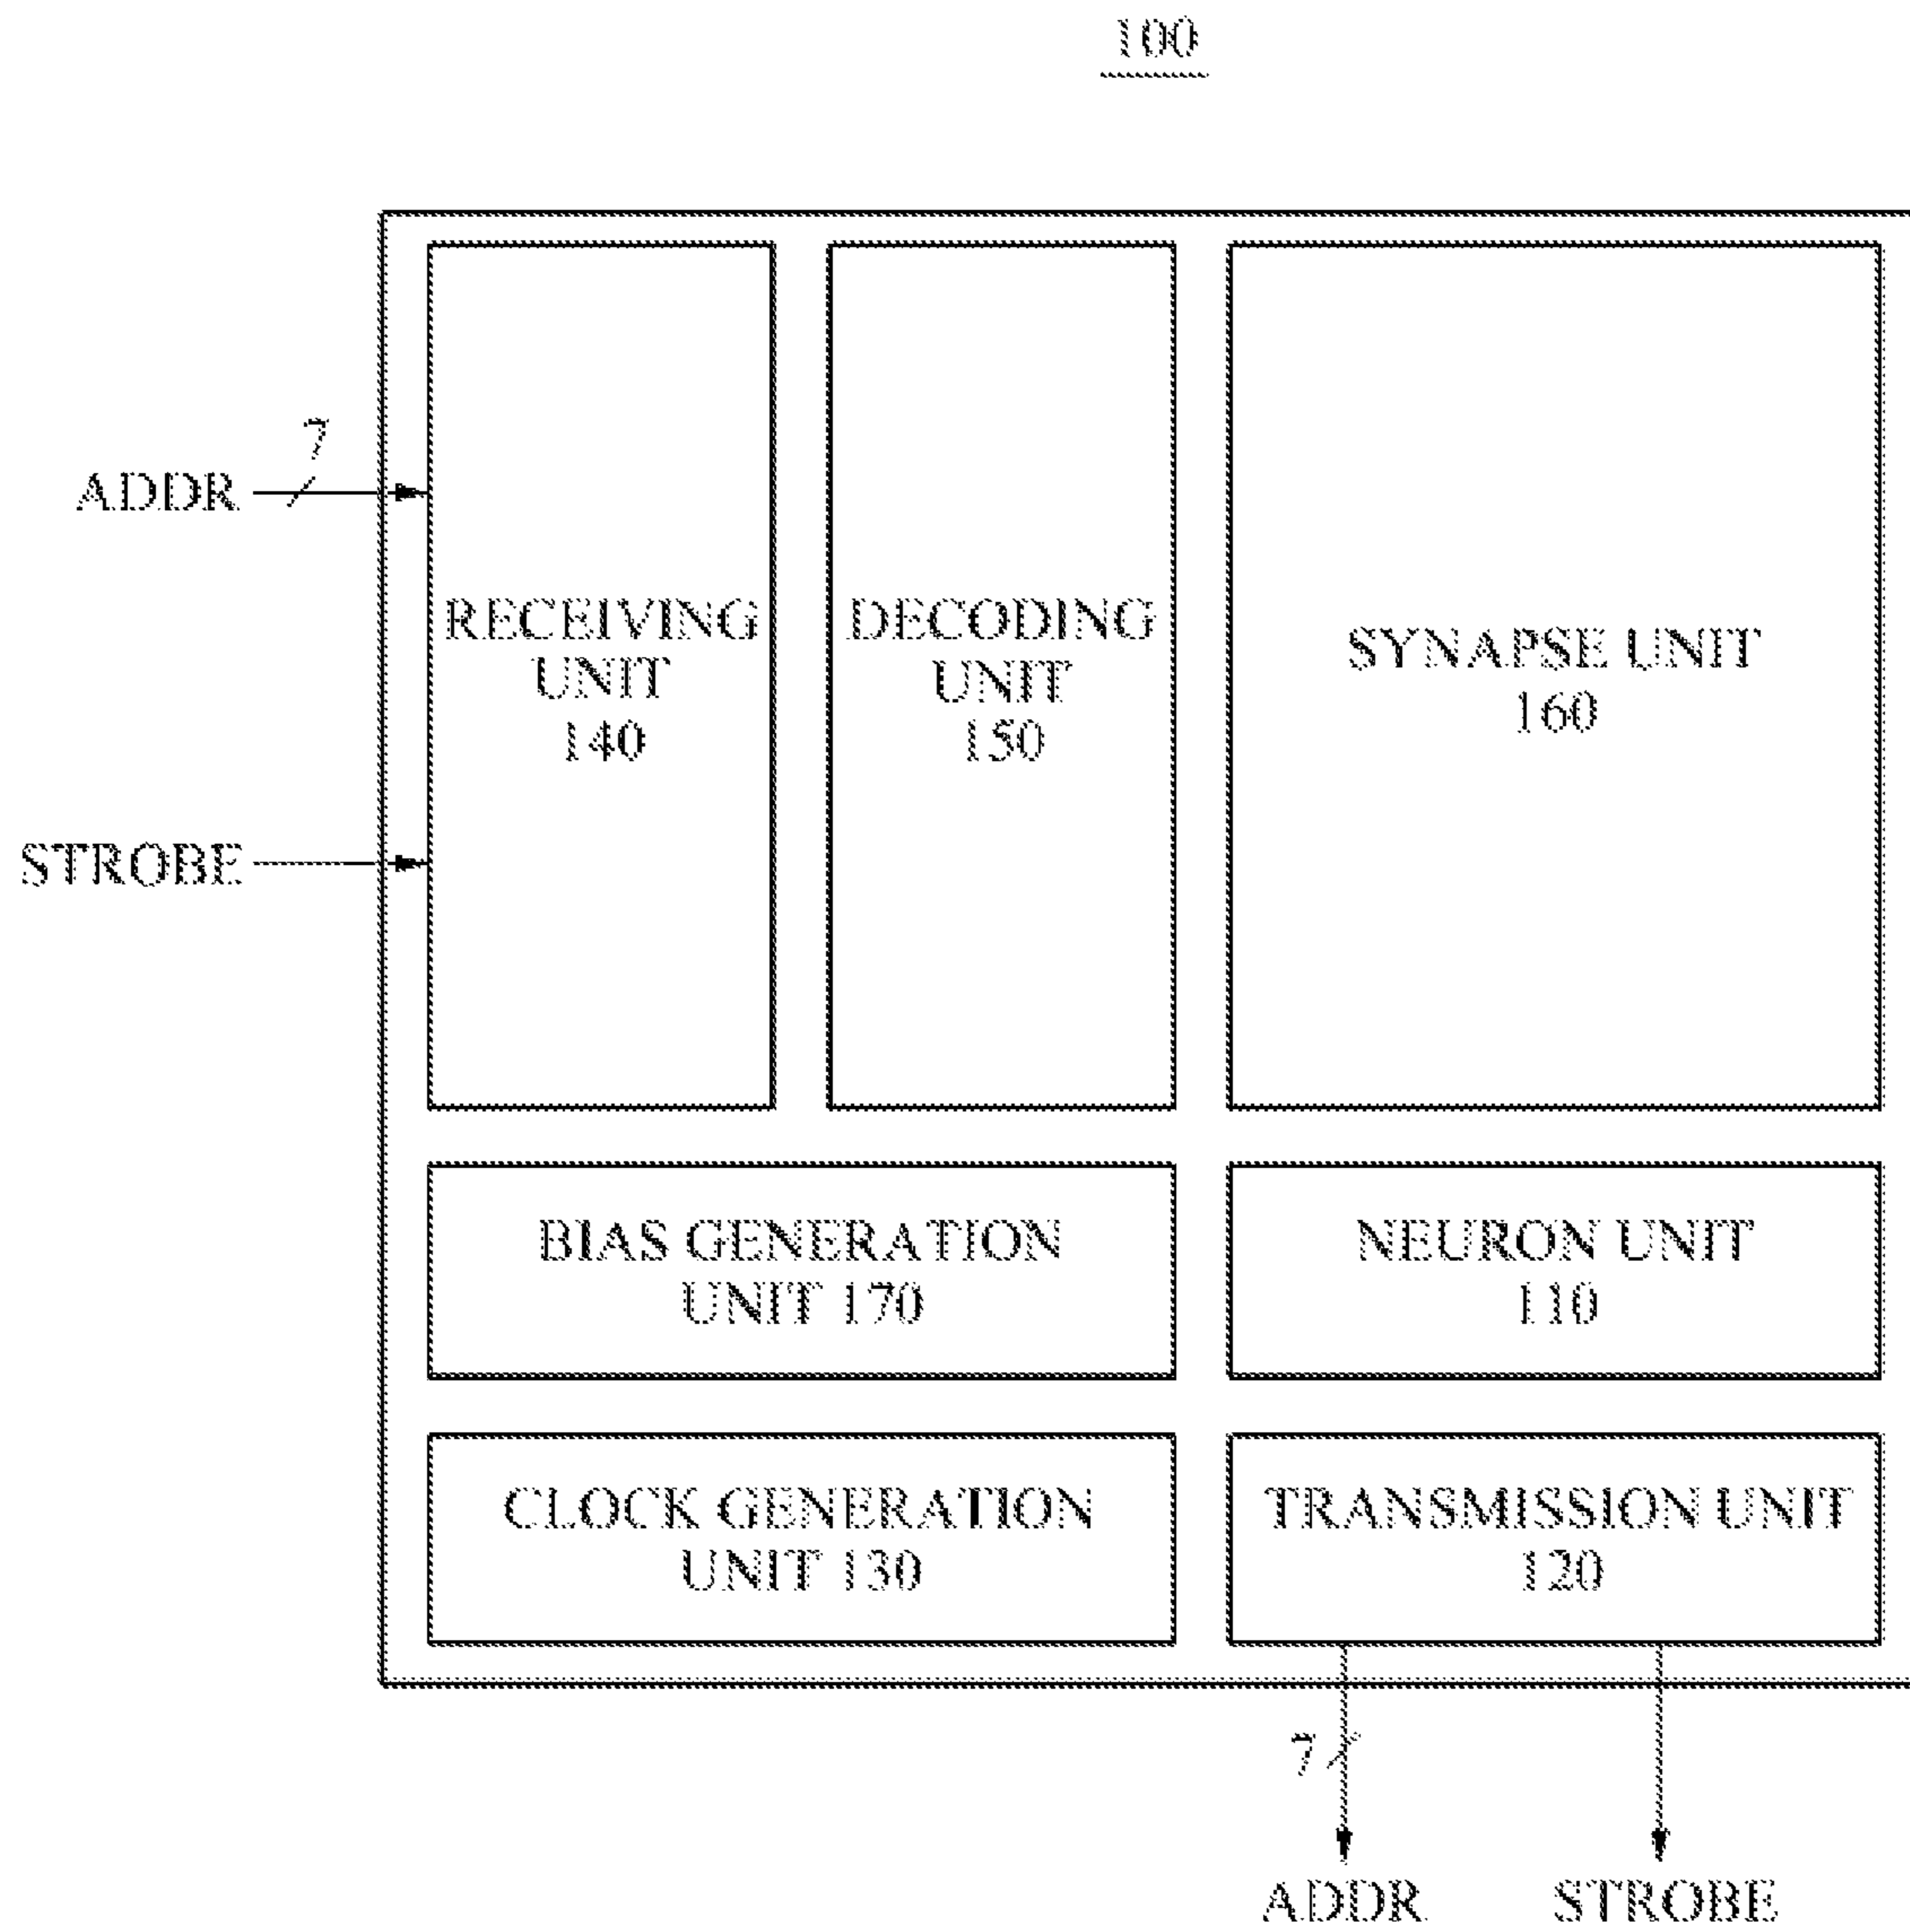 100
7
ADDR
STROBE
RECEIVING
UNIT
140
DECODING
UNIT
150
SYNAPSE UNIT
160
BIAS GENERATION
UNIT 170
NEURON UNIT
110
CLOCK GENERATION
UNIT 130
TRANSMISSION UNIT
120
7
ADDR
STROBE